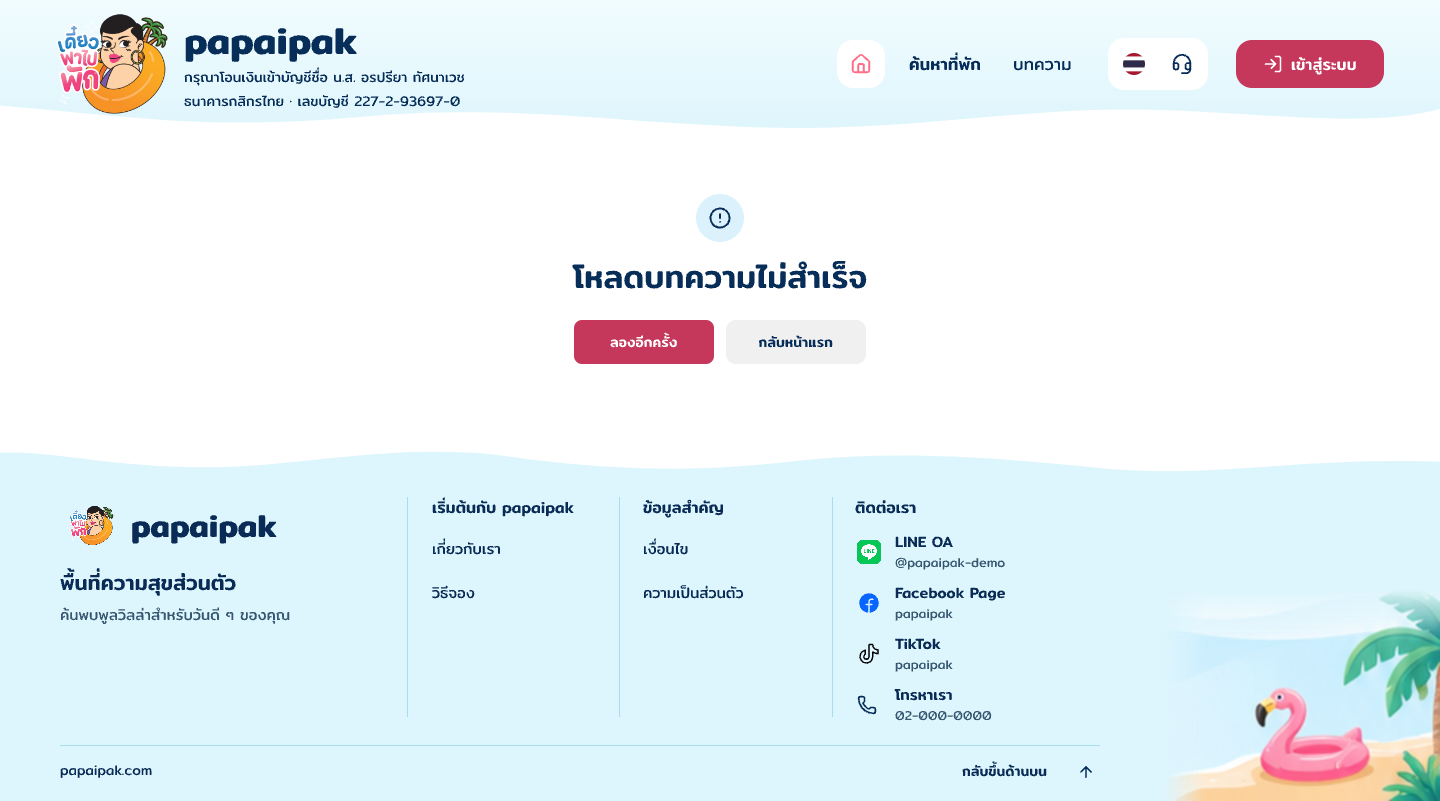 เดี๋ยว
พาไป
พัก
papaipak
กรุณาโอนเงินเข้าบัญชีชื่อ น.ส. อรปรียา ทัศนาเวช
ธนาคารกสิกรไทย · เลขบัญชี 227-2-93697-0
ค้นหาที่พัก
บทความ
เข้าสู่ระบบ
โหลดบทความไม่สำเร็จ
ลองอีกครั้ง
กลับหน้าแรก
เดี๋ยว
พาไป
พัก
papaipak
พื้นที่ความสุขส่วนตัว
ค้นพบพูลวิลล่าสำหรับวันดี ๆ ของคุณ
เริ่มต้นกับ papaipak
เกี่ยวกับเรา
วิธีจอง
ข้อมูลสำคัญ
เงื่อนไข
ความเป็นส่วนตัว
ติดต่อเรา
LINE
LINE OA
@papaipak-demo
Facebook Page
papaipak
TikTok
papaipak
โทรหาเรา
02-000-0000
papaipak.com
กลับขึ้นด้านบน